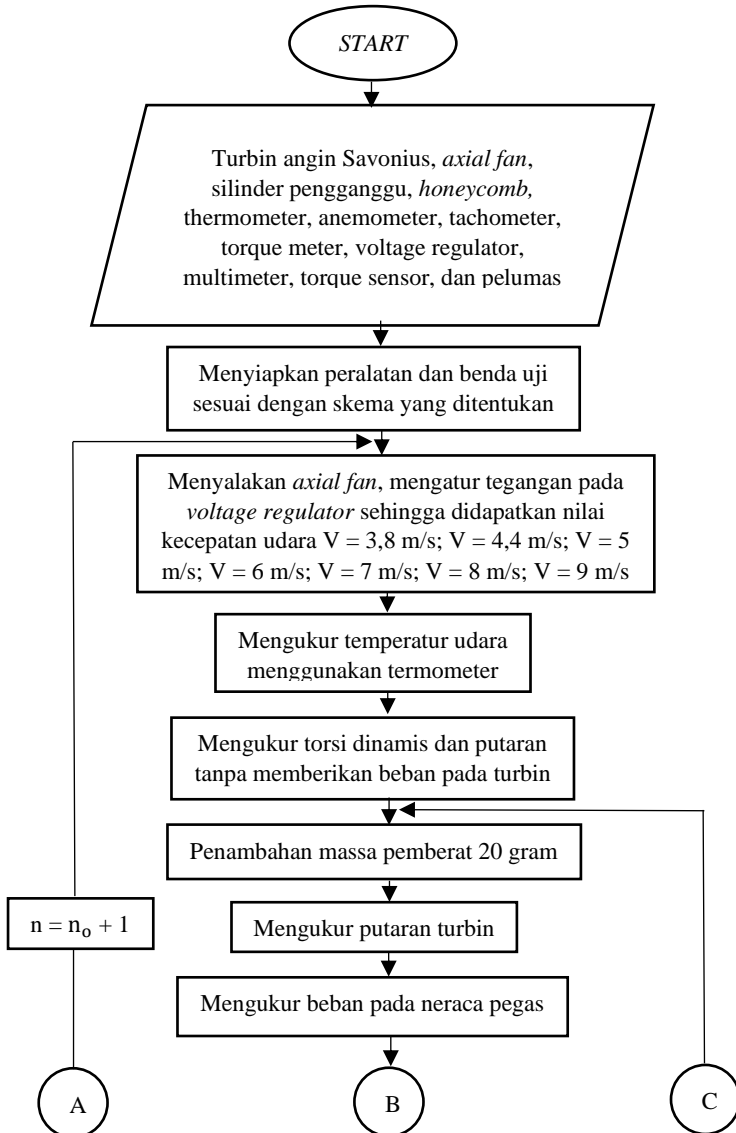 START
Turbin angin Savonius, axial fan,
silinder pengganggu, honeycomb,
thermometer, anemometer, tachometer,
torque meter, voltage regulator,
multimeter, torque sensor, dan pelumas
Menyiapkan peralatan dan benda uji
sesuai dengan skema yang ditentukan
Menyalakan axial fan, mengatur tegangan pada
voltage regulator sehingga didapatkan nilai
kecepatan udara V = 3,8 m/s; V = 4,4 m/s; V = 5
m/s; V = 6 m/s; V = 7 m/s; V = 8 m/s; V = 9 m/s
Mengukur temperatur udara
menggunakan termometer
Mengukur torsi dinamis dan putaran
tanpa memberikan beban pada turbin
Penambahan massa pemberat 20 gram
n = nₒ + 1
Mengukur putaran turbin
Mengukur beban pada neraca pegas
A
B
C